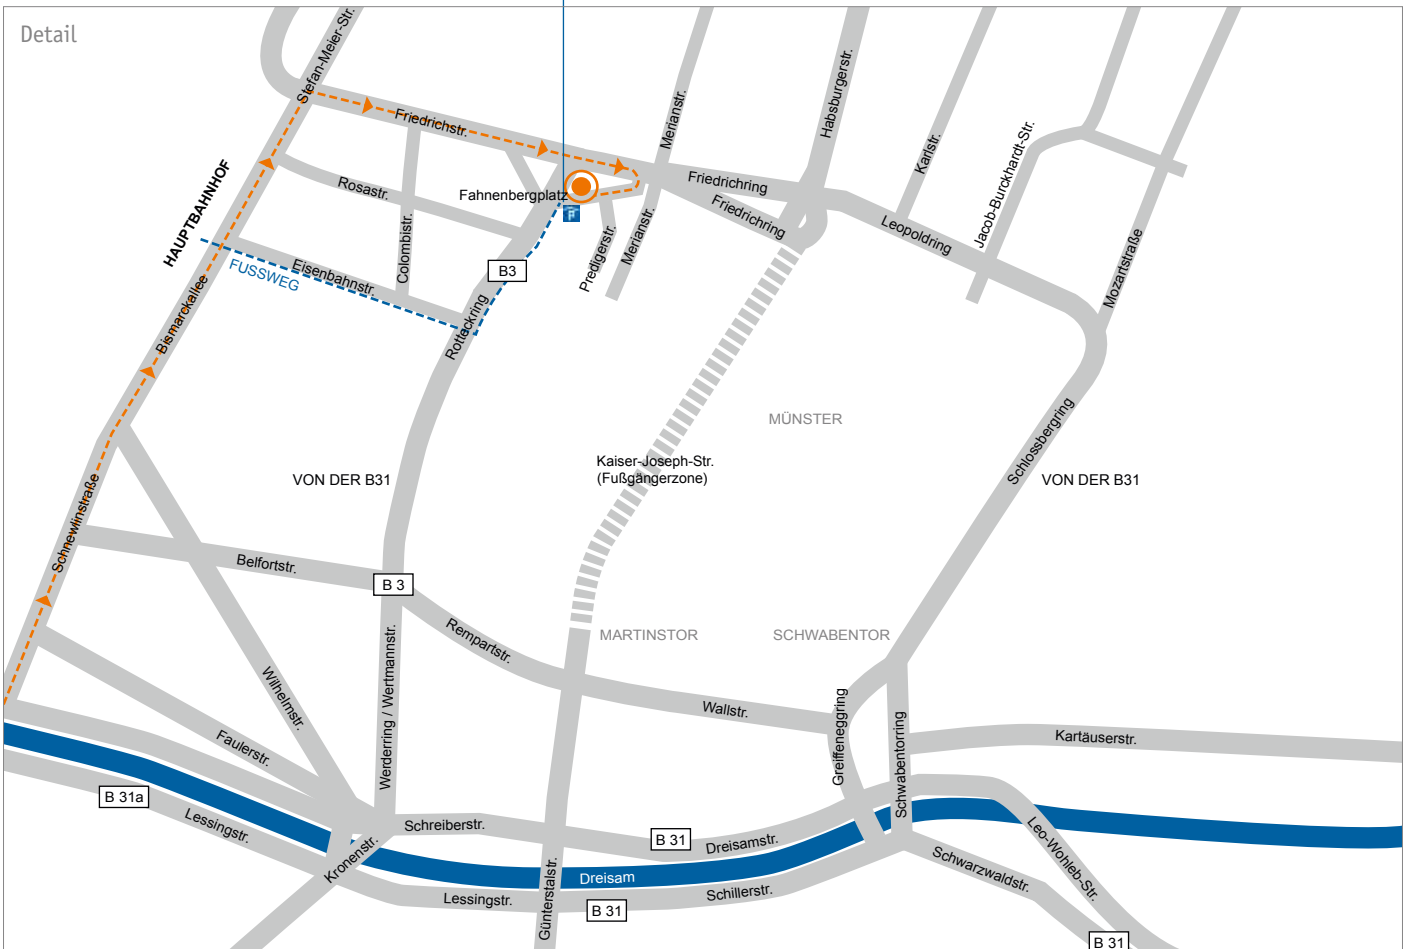 Detail
Stefan-Meier-Str.
Friedrichstr.
Merianstr.
Habsburgerstr.
Karlstr.
Jacob-Burckhardt-Str.
HAUPTBAHNHOF
Rosastr.
Fahnenbergplatz
P
Friedrichring
Friedrichring
Leopoldring
Mozartstraße
Colombistr.
Predigerstr.
Merianstr.
Eisenbahnstr.
FUSSWEG
B3
Bismarckallee
Rotteckring
MÜNSTER
Schlossbergring
Kaiser-Joseph-Str.
(Fußgängerzone)
VON DER B31
VON DER B31
Schnewlinstraße
Belfortstr.
B 3
Rempartstr.
MARTINSTOR
SCHWABENTOR
Wilhelmstr.
Werderring / Wertmannstr.
Wallstr.
Greiffeneggring
Schwabentorring
Kartäuserstr.
Faulerstr.
B 31a
Lessingstr.
Schreiberstr.
B 31
Dreisamstr.
Leo-Wohleb-Str.
Kronenstr.
Dreisam
Schwarzwaldstr.
Lessingstr.
Günterstalstr.
B 31
Schillerstr.
B 31